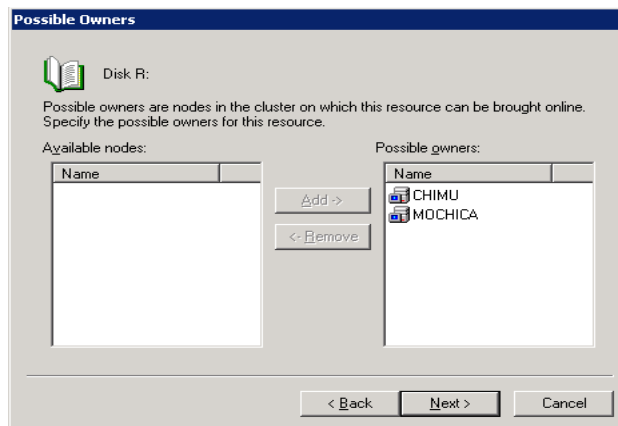 Possible Owners
Disk R:
Possible owners are nodes in the cluster on which this resource can be brought online.
Specify the possible owners for this resource.
Available nodes:
Name
Add ->
<- Remove
Possible owners:
Name
CHIMU
MOCHICA
< Back
Next >
Cancel